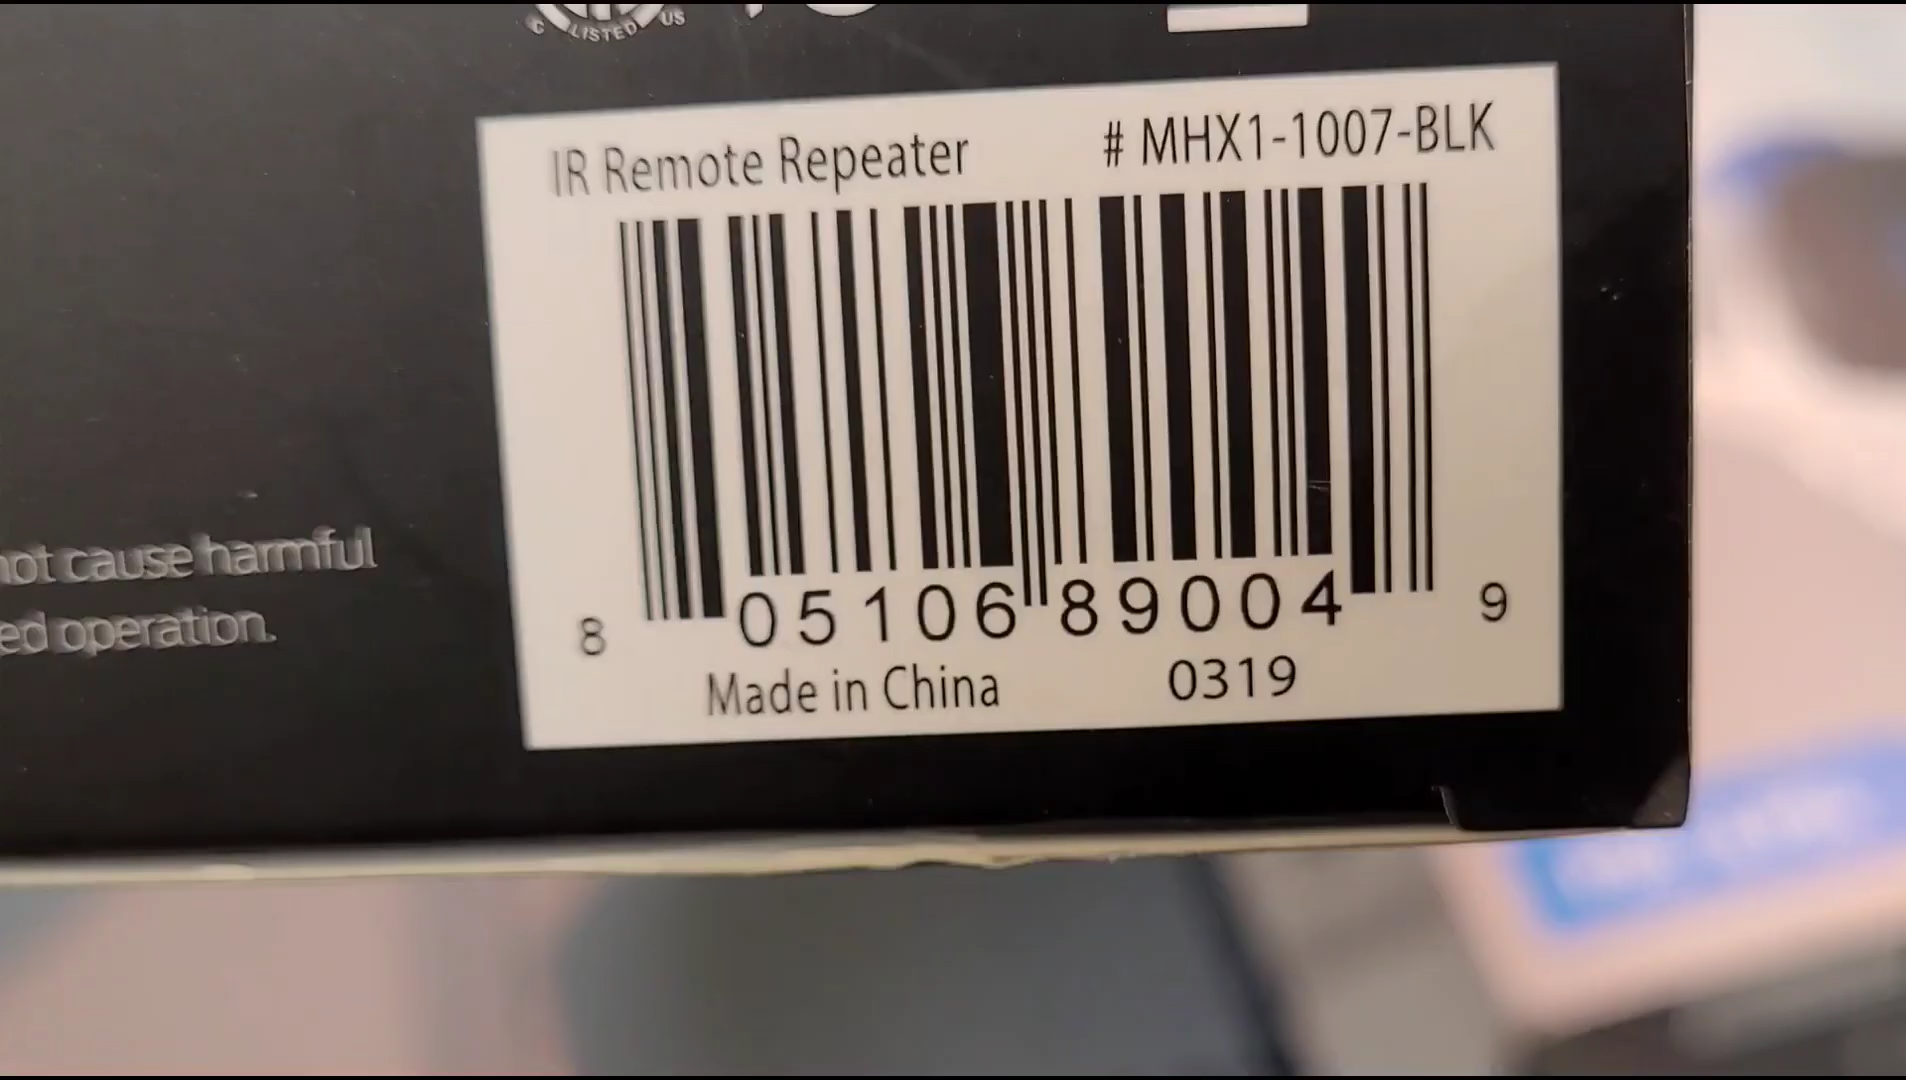 C LISTED US
IR Remote Repeater # MHX1-1007-BLK
8 05106 89004 9
Made in China 0319
not cause harmful
ed operation.